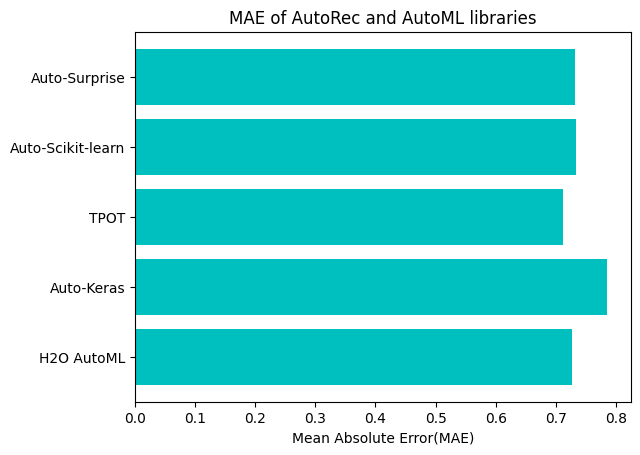 MAE of AutoRec and AutoML libraries
Auto-Surprise
Auto-Scikit-learn
TPOT
Auto-Keras
H2O AutoML
0.0 0.1 0.2 0.3 0.4 0.5 0.6 0.7 0.8
Mean Absolute Error(MAE)